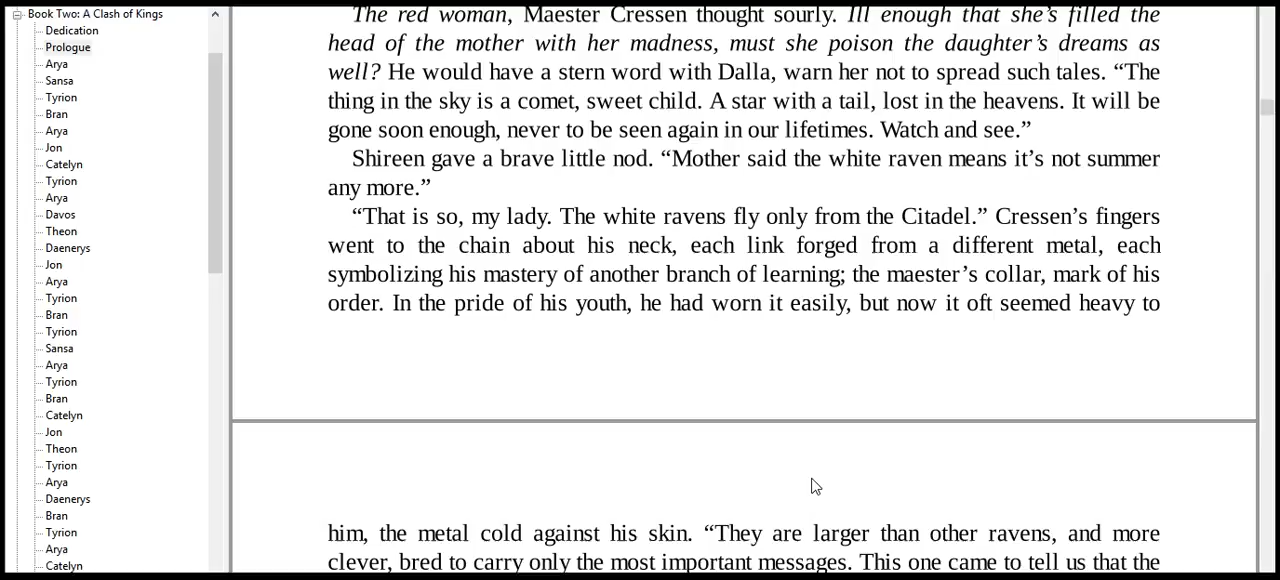 Book Two: A Clash of Kings
Dedication
Prologue
Arya
Sansa
Tyrion
Bran
Arya
Jon
Catelyn
Tyrion
Arya
Davos
Theon
Daenerys
Jon
Arya
Tyrion
Bran
Tyrion
Sansa
Arya
Tyrion
Bran
Catelyn
Jon
Theon
Tyrion
Arya
Daenerys
Bran
Tyrion
Arya
Catelyn
The red woman, Maester Cressen thought sourly. Ill enough that she’s filled the
head of the mother with her madness, must she poison the daughter’s dreams as
well? He would have a stern word with Dalla, warn her not to spread such tales. “The
thing in the sky is a comet, sweet child. A star with a tail, lost in the heavens. It will be
gone soon enough, never to be seen again in our lifetimes. Watch and see.”
Shireen gave a brave little nod. “Mother said the white raven means it’s not summer
any more.”
“That is so, my lady. The white ravens fly only from the Citadel.” Cressen’s fingers
went to the chain about his neck, each link forged from a different metal, each
symbolizing his mastery of another branch of learning; the maester’s collar, mark of his
order. In the pride of his youth, he had worn it easily, but now it oft seemed heavy to
him, the metal cold against his skin. “They are larger than other ravens, and more
clever, bred to carry only the most important messages. This one came to tell us that the